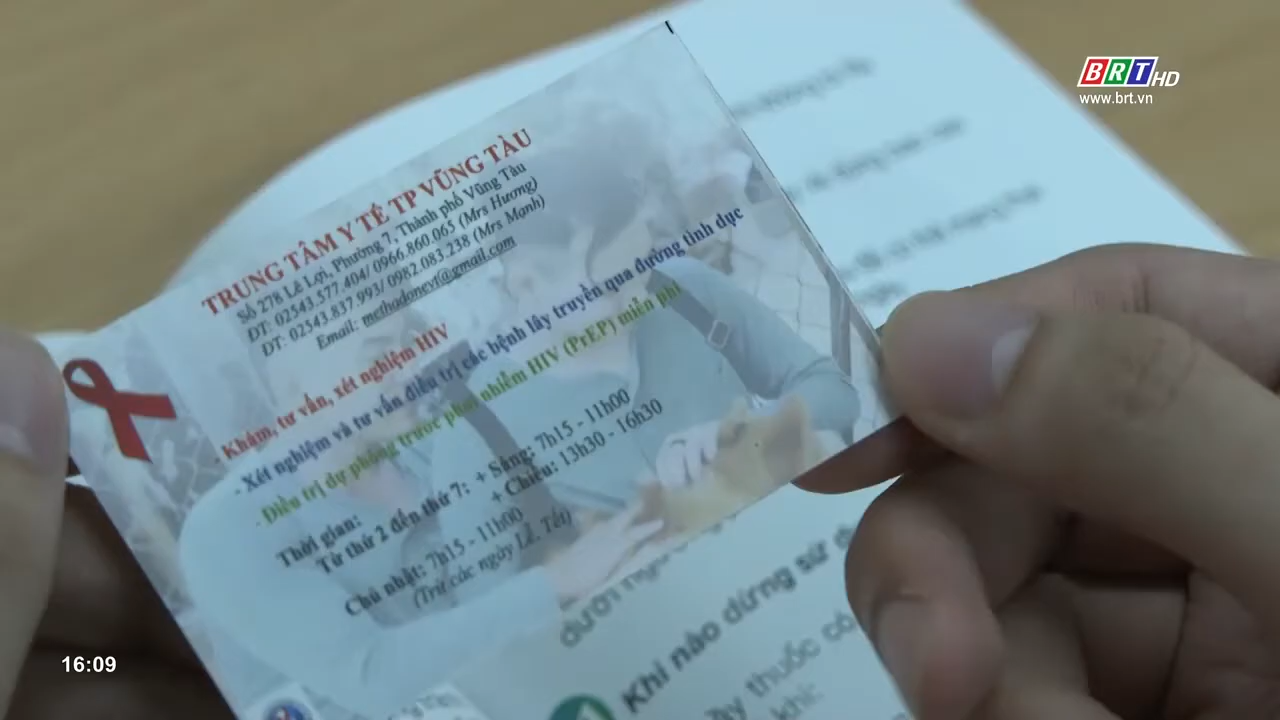 BRT HD
www.brt.vn
TRUNG TÂM Y TẾ TP VŨNG TÀU
Số 278 Lê Lợi, Phường 7, Thành phố Vũng Tàu
ĐT: 02543.577.404/ 0966.860.065 (Mrs Hương)
ĐT: 02543.837.993/ 0982.083.238 (Mrs Mạnh)
Email: methadonevt@gmail.com
- Khám, tư vấn, xét nghiệm HIV
- Xét nghiệm và tư vấn điều trị các bệnh lây truyền qua đường tình dục
- Điều trị dự phòng trước phơi nhiễm HIV (PrEP) miễn phí
Thời gian:
Từ thứ 2 đến thứ 7: + Sáng: 7h15 - 11h00
+ Chiều: 13h30 - 16h30
Chủ nhật: 7h15 - 11h00
(Trừ các ngày Lễ, Tết)
dưới
Khi nào dừng sử
thuốc có
16:09